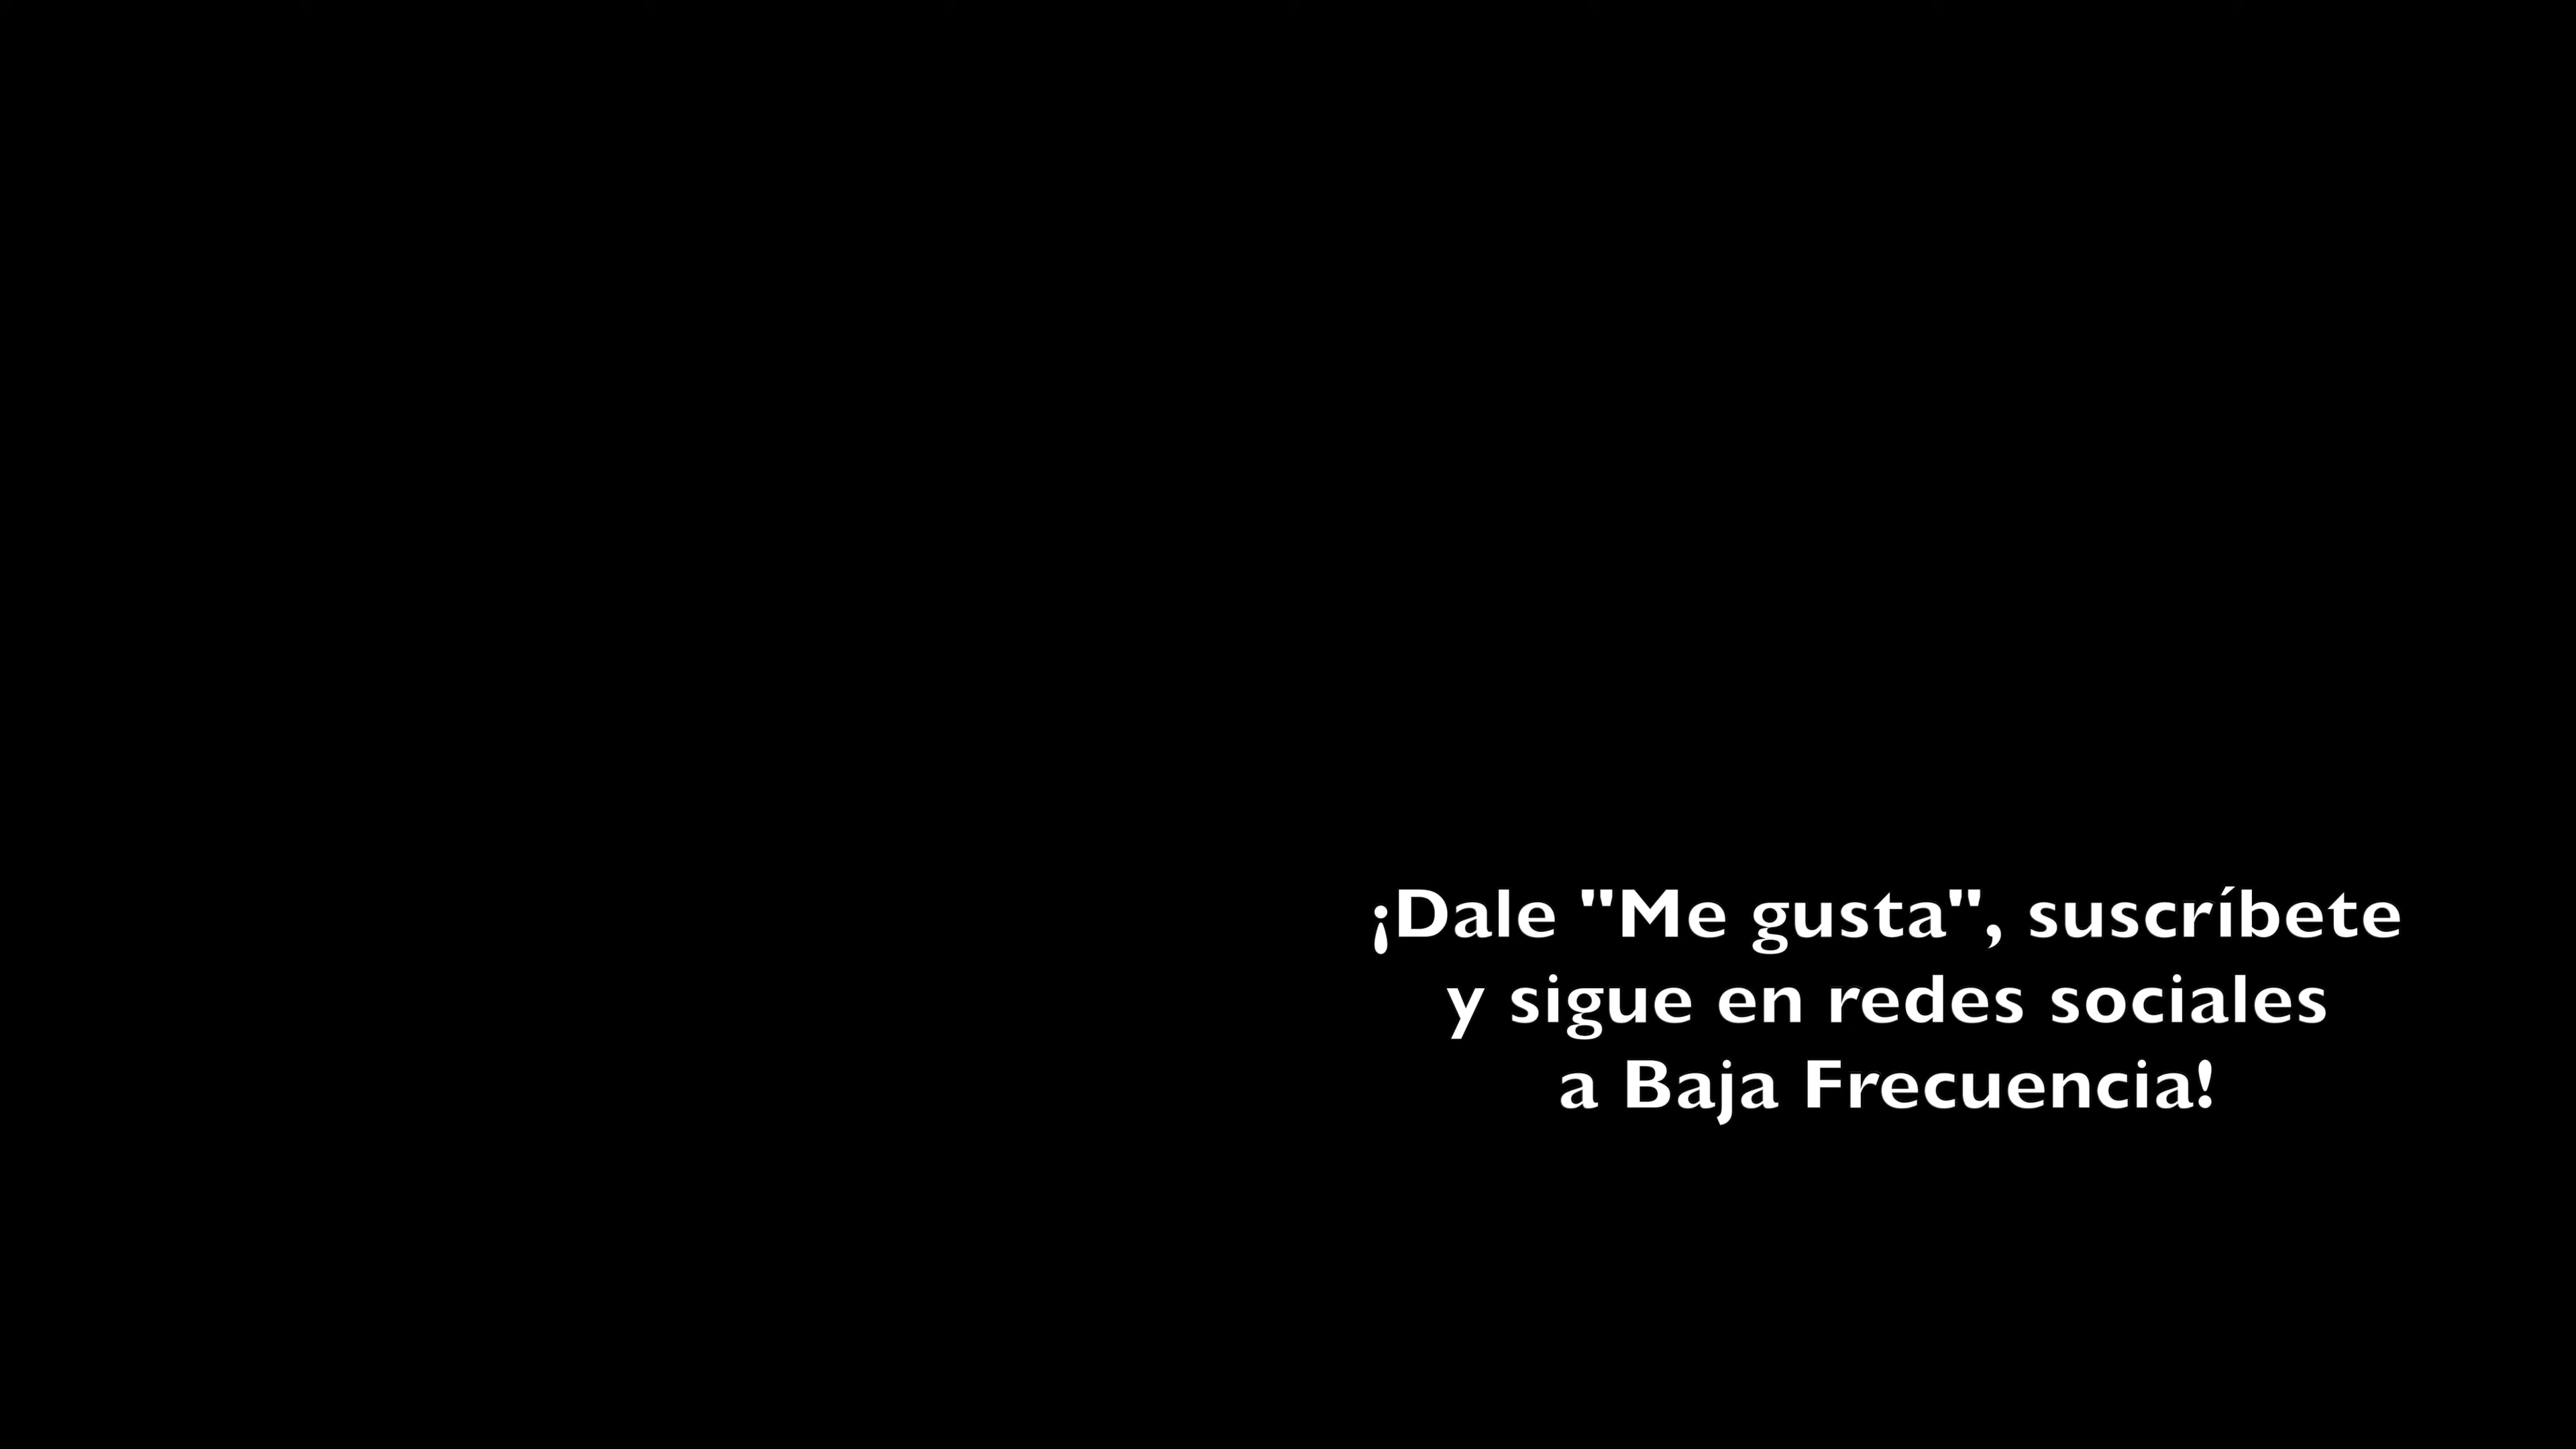 ¡Dale "Me gusta", suscríbete
y sigue en redes sociales
a Baja Frecuencia!